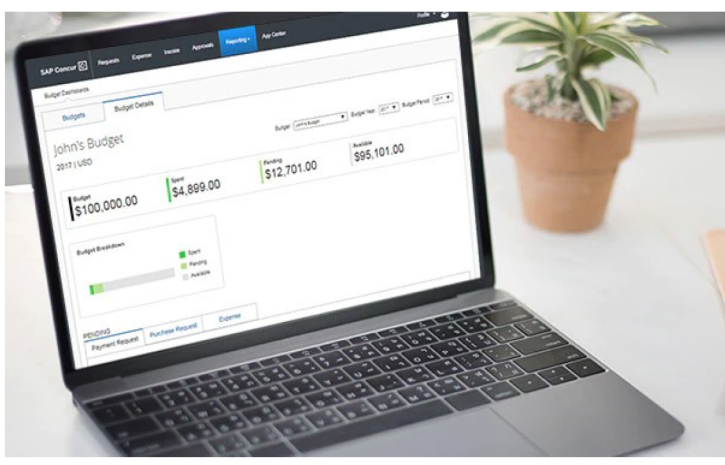 Profile
SAP Concur Requests Expense Invoice Approvals Reporting App Center
Budget Dashboards
Budgets Budget Details
John's Budget
2017 | USD
Budget: John's Budget Budget Year: 2017 Budget Period: 2017
Budget Spent Pending Available
$100,000.00 $4,899.00 $12,701.00 $95,101.00
Budget Breakdown
Spent
Pending
Available
PENDING
Payment Request Purchase Request Expense